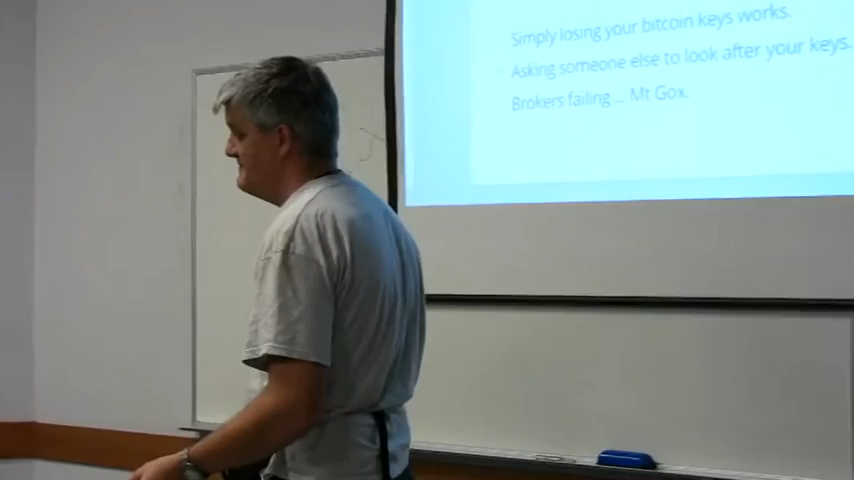 Simply losing your bitcoin keys works.
Asking someone else to look after your keys.
Brokers failing ... Mt Gox.